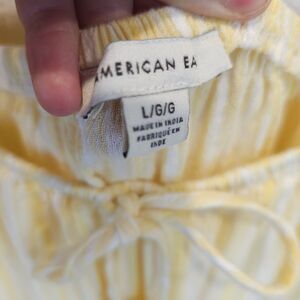 AMERICAN EA
L/G/G
MADE IN INDIA
FABRIQUÉ EN
INDE